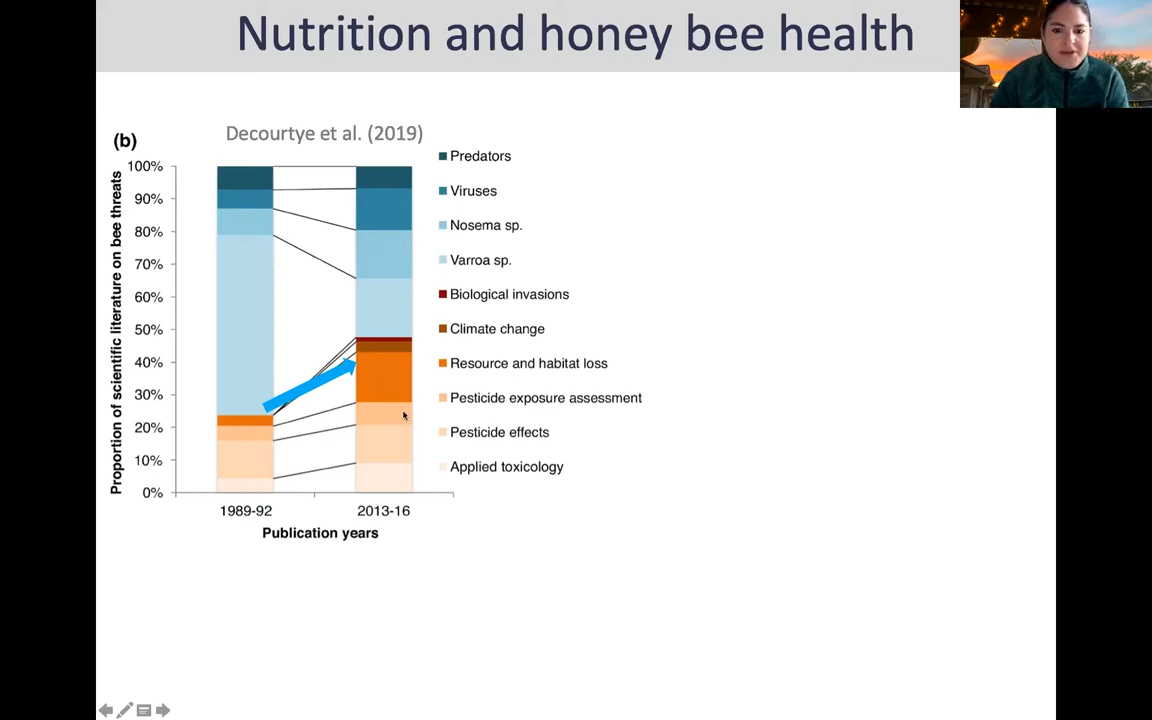 Nutrition and honey bee health
(b)
Decourtye et al. (2019)
Proportion of scientific literature on bee threats
100%
90%
80%
70%
60%
50%
40%
30%
20%
10%
0%
1989-92
2013-16
Publication years
Predators
Viruses
Nosema sp.
Varroa sp.
Biological invasions
Climate change
Resource and habitat loss
Pesticide exposure assessment
Pesticide effects
Applied toxicology